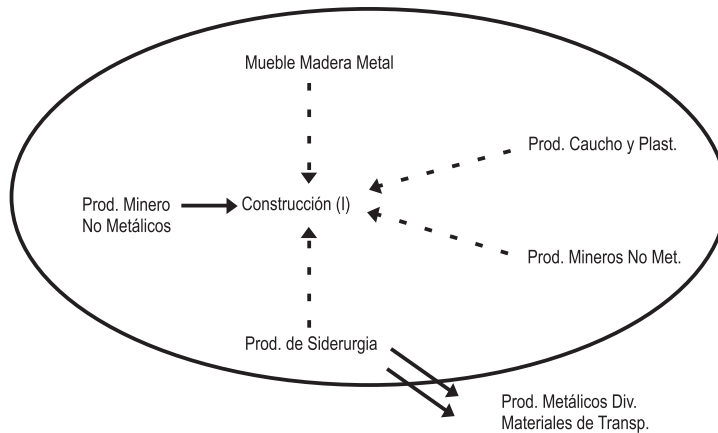 Mueble Madera Metal
Prod. Caucho y Plast.
Prod. Minero
No Metálicos
Construcción (I)
Prod. Mineros No Met.
Prod. de Siderurgia
Prod. Metálicos Div.
Materiales de Transp.